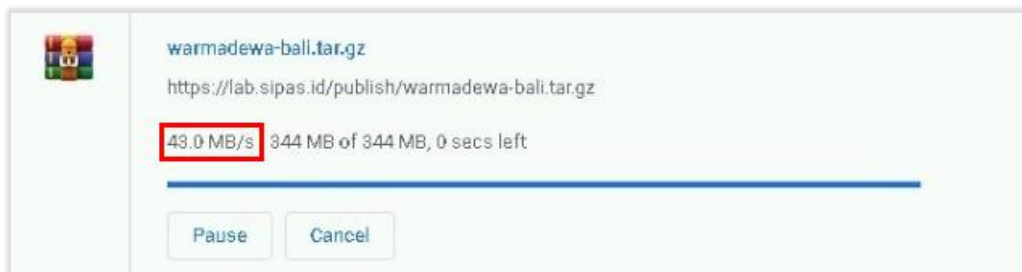 warmadewa-bali.tar.gz
https://lab.sipas.id/publish/warmadewa-bali.tar.gz
43.0 MB/s 344 MB of 344 MB, 0 secs left
Pause Cancel